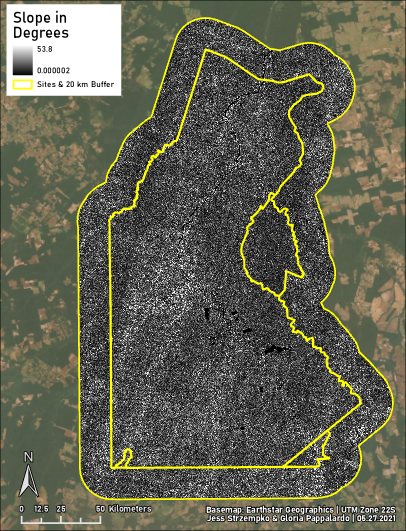 Slope in
Degrees
53.8
0.000002
Sites & 20 km Buffer
N
0 12.5 25 50 Kilometers
Basemap: Earthstar Geographics | UTM Zone 22S
Jess Strzempko & Gloria Pappalardo | 05.27.2021